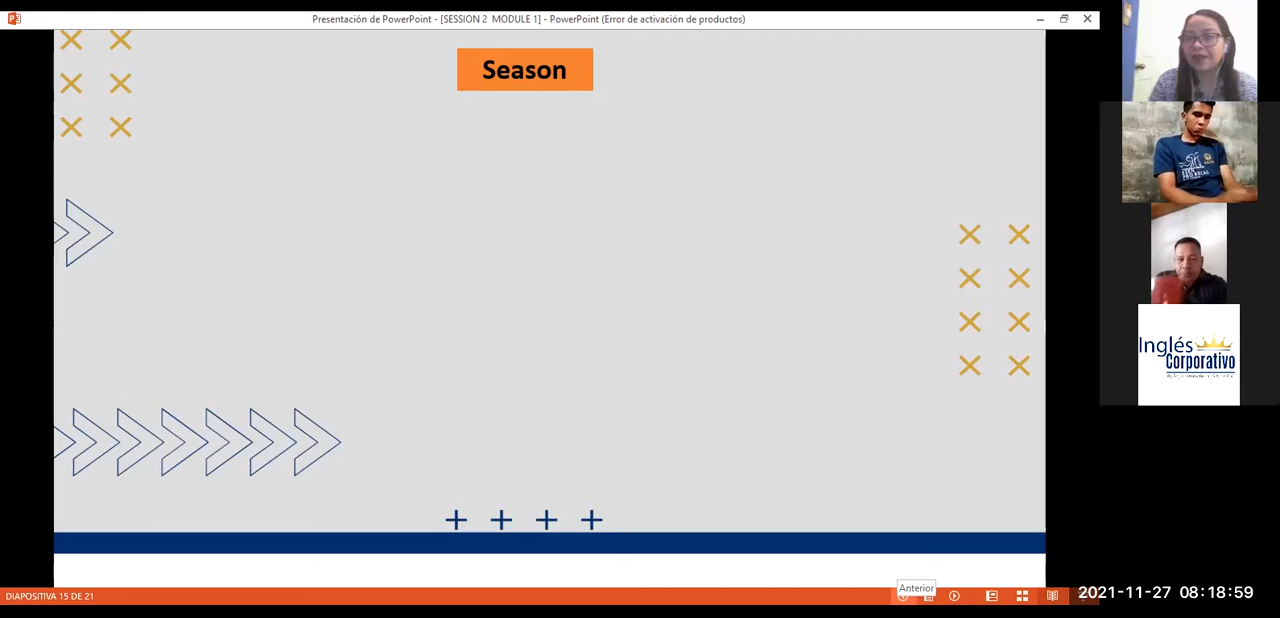 Presentación de PowerPoint - [SESSION 2 MODULE 1] - PowerPoint (Error de activación de productos)
Season
Inglés
Corporativo
Anterior
DIAPOSITIVA 15 DE 21
2021-11-27 08:18:59